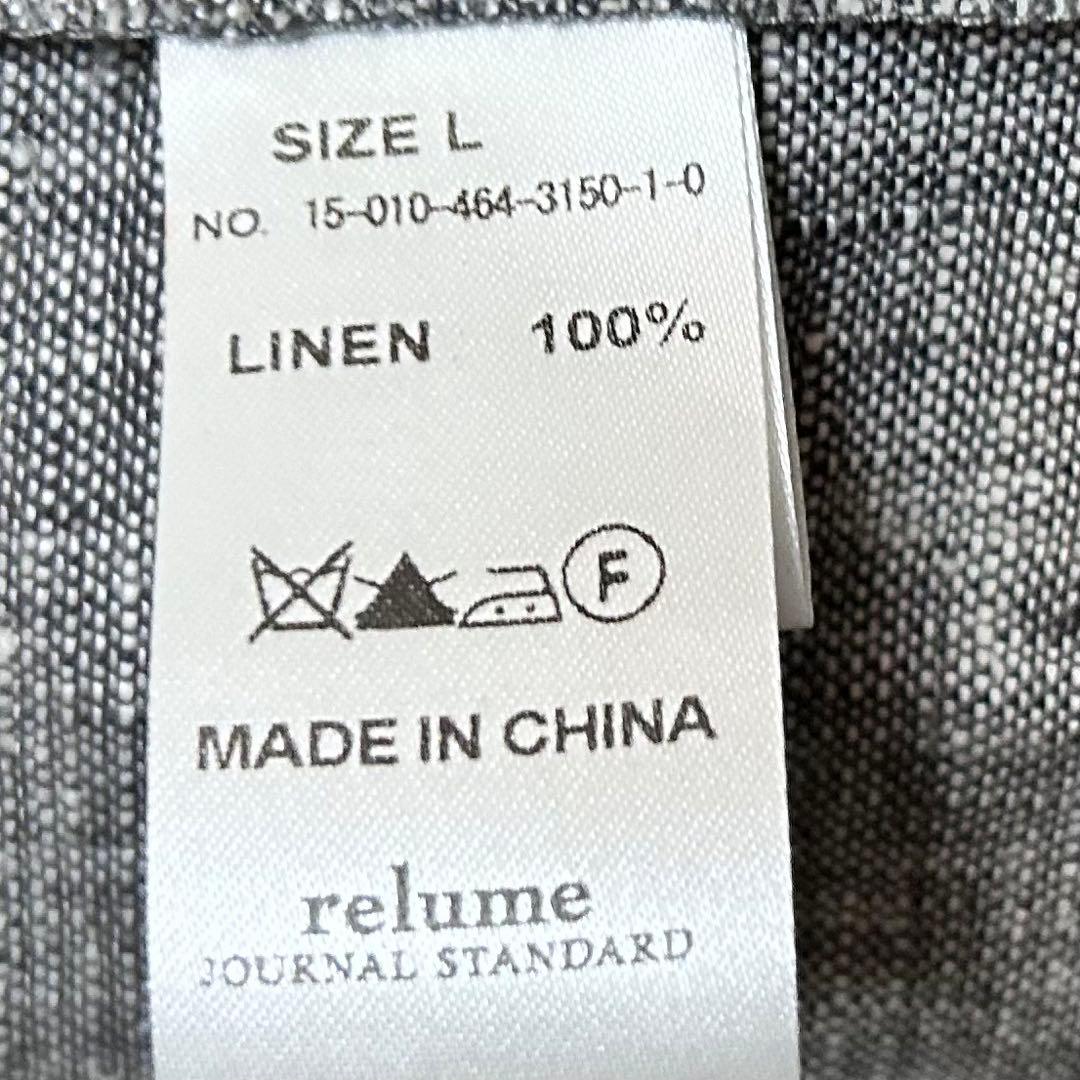 SIZE L
NO. 15-010-464-3150-1-0
LINEN 100%
F
MADE IN CHINA
relume
JOURNAL STANDARD